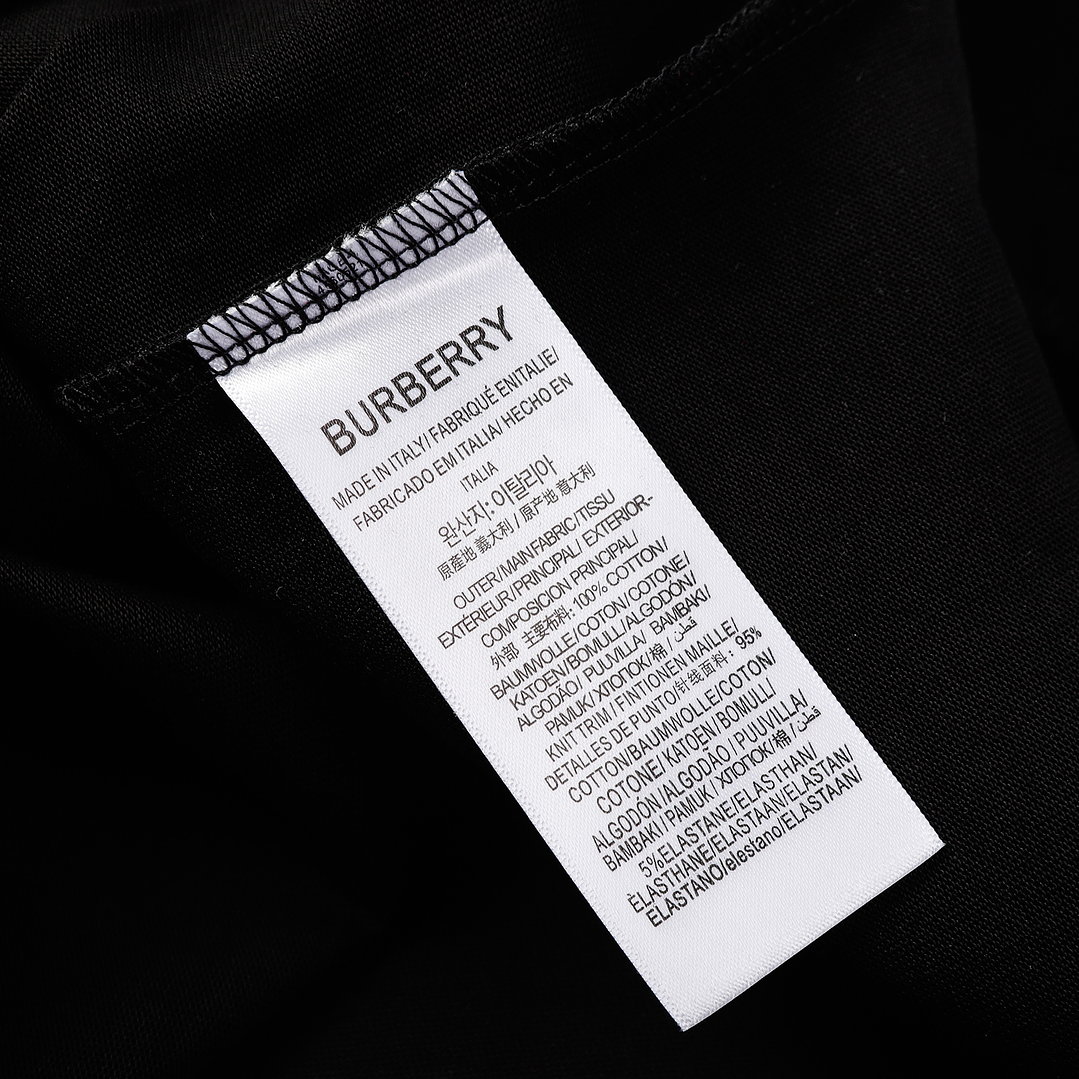 BURBERRY
MADE IN ITALY/ FABRIQUÉ ENITALIE/
FABRICADO EM ITALIA/ HECHO EN
ITALIA
완산지:이탈리아
原產地 義大利 / 原产地 意大利
OUTER/MAIN FABRIC/TISSU
EXTÉRIEUR/PRINCIPAL/ EXTERIOR-
COMPOSICION PRINCIPAL/
外部 主要布料: 100% COTTON/
BAUMWOLLE/COTON/COTONE/
KATOEN/BOMULL/ALGODÓN/
ALGODÃO/ PUUVILLA/ BAMBAKI/
PAMUK/ХЛОПОК/棉/ قطن
KNIT TRIM / FINTIONEN MAILLE/
DETALLES DE PUNTO/针线面料: 95%
COTTON/BAUMWOLLE/COTON/
COTONE/ KATOEN/ BOMULL/
ALGODÓN/ALGODÃO / PUUVILLA/
BAMBAKI / PAMUK / ХЛОПОК/棉 / قطن
5%ELASTANE/ELASTHAN/
ÈLASTHANE/ELASTAAN/ELASTAN/
ELASTANO/elestano/ELASTAAN/